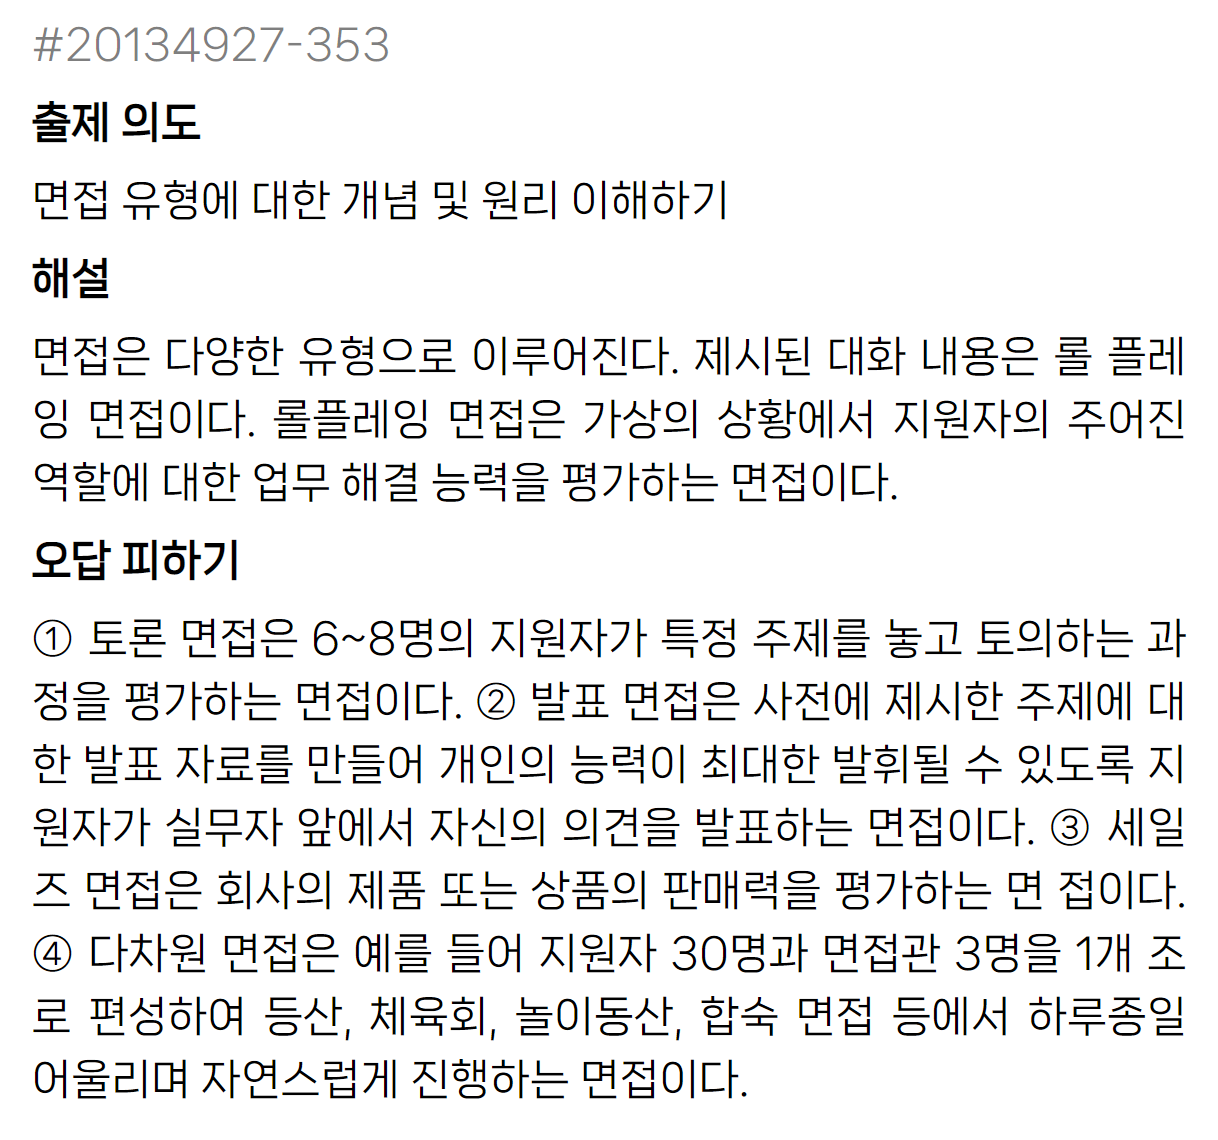 #20134927-353
출제 의도
면접 유형에 대한 개념 및 원리 이해하기
해설
면접은 다양한 유형으로 이루어진다. 제시된 대화 내용은 롤 플레
잉 면접이다. 롤플레잉 면접은 가상의 상황에서 지원자의 주어진
역할에 대한 업무 해결 능력을 평가하는 면접이다.
오답 피하기
① 토론 면접은 6~8명의 지원자가 특정 주제를 놓고 토의하는 과
정을 평가하는 면접이다. ② 발표 면접은 사전에 제시한 주제에 대
한 발표 자료를 만들어 개인의 능력이 최대한 발휘될 수 있도록 지
원자가 실무자 앞에서 자신의 의견을 발표하는 면접이다. ③ 세일
즈 면접은 회사의 제품 또는 상품의 판매력을 평가하는 면 접이다.
④ 다차원 면접은 예를 들어 지원자 30명과 면접관 3명을 1개 조
로 편성하여 등산, 체육회, 놀이동산, 합숙 면접 등에서 하루종일
어울리며 자연스럽게 진행하는 면접이다.